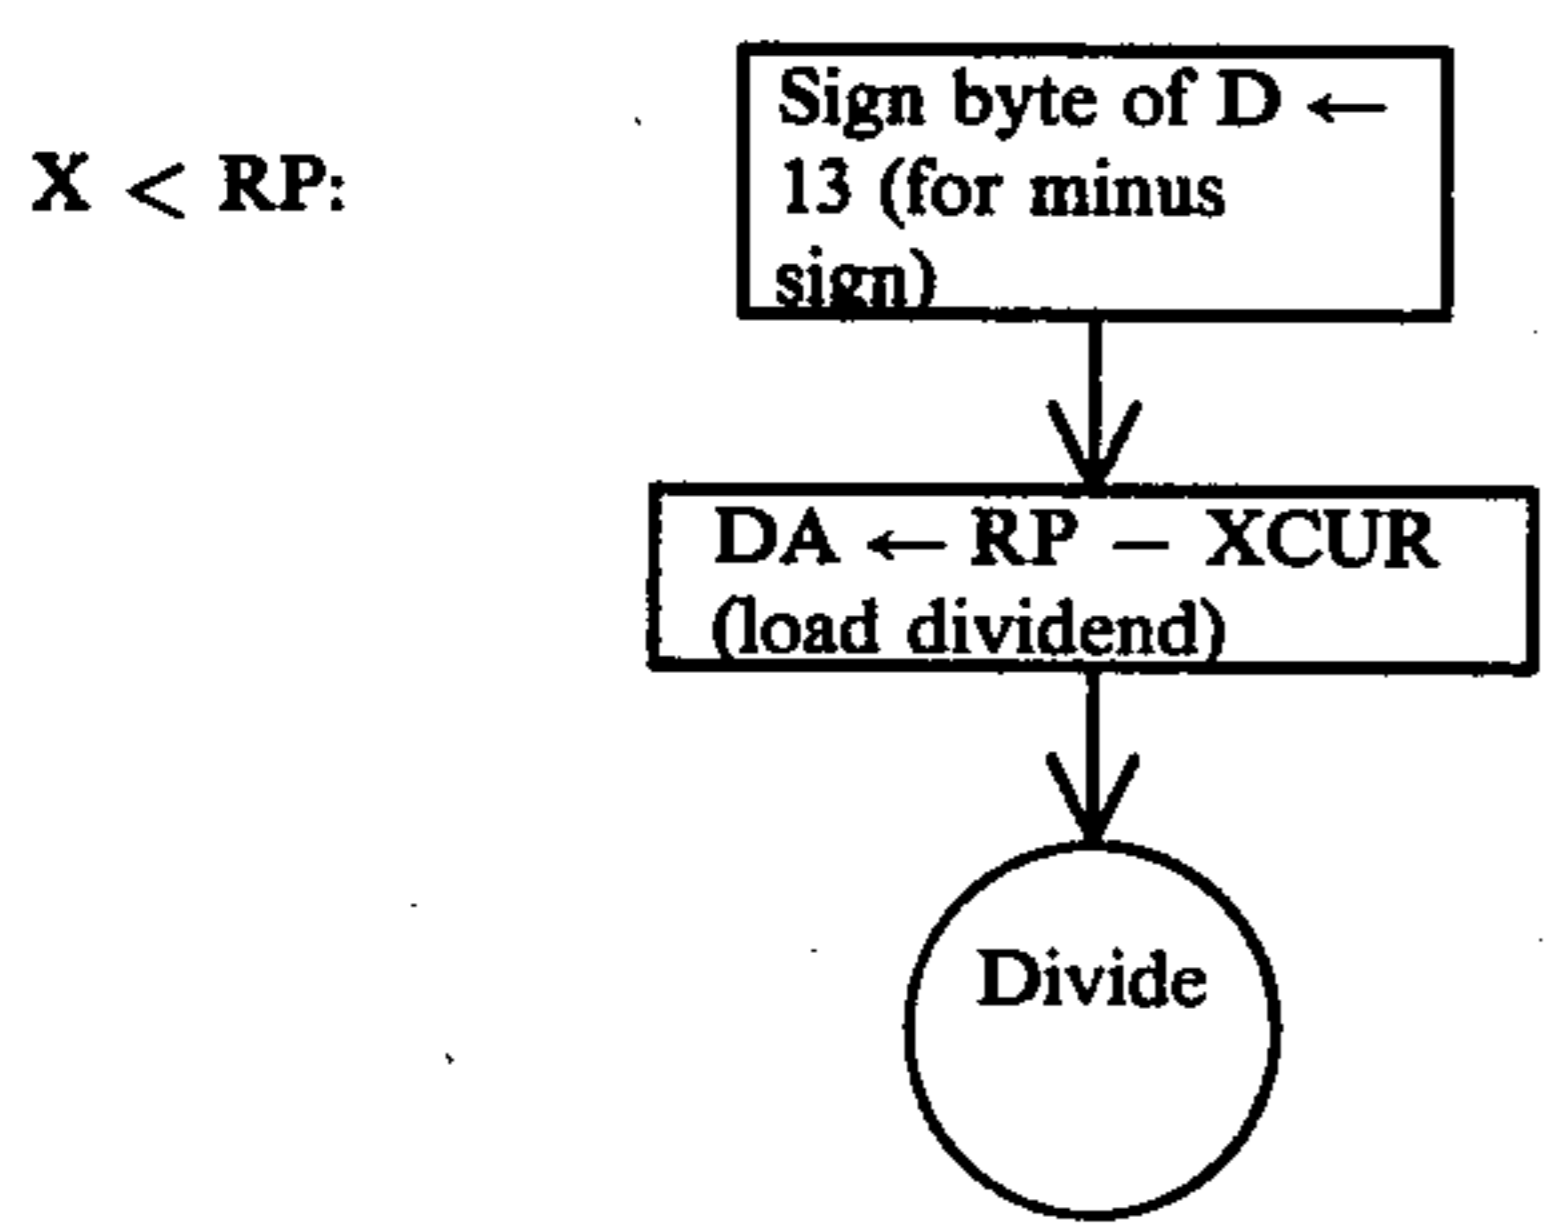 X < RP:
Sign byte of D ←
13 (for minus
sign)
DA ← RP – XCUR
(load dividend)
Divide